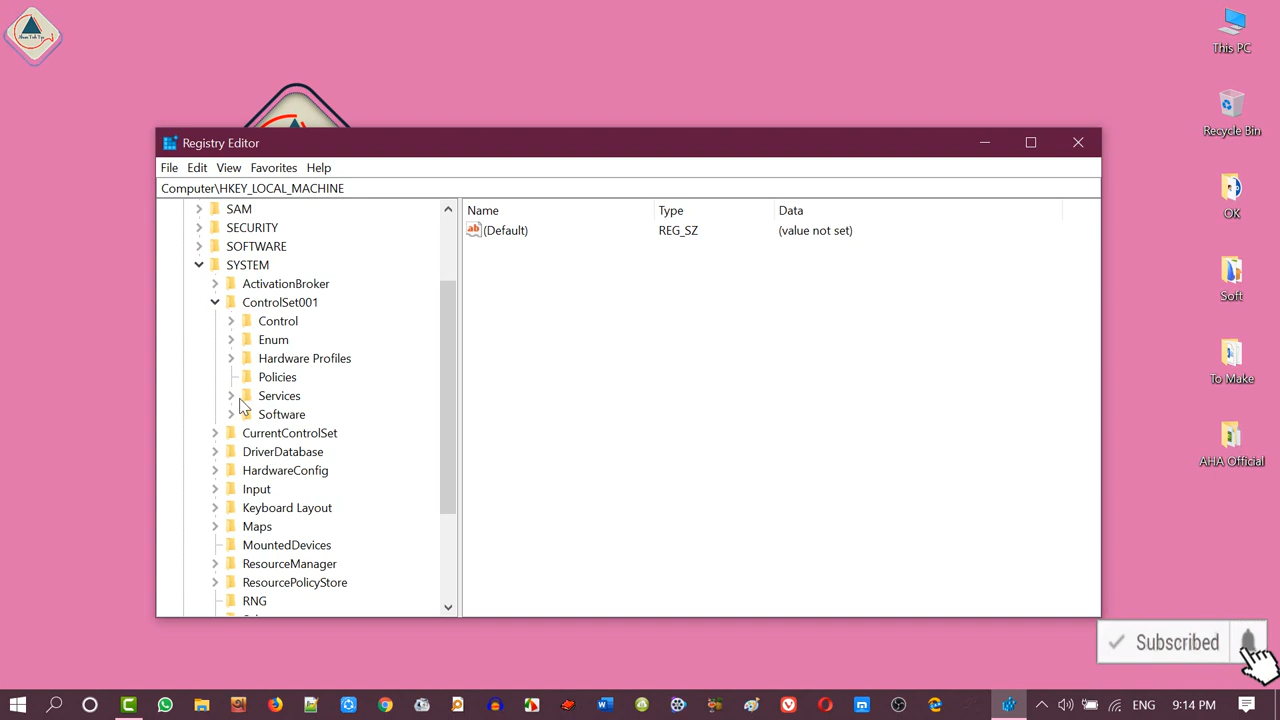 This PC
Recycle Bin
OK
Soft
To Make
AHA Official
Registry Editor
File Edit View Favorites Help
Computer\HKEY_LOCAL_MACHINE
Name Type Data
ab (Default) REG_SZ (value not set)
SAM
SECURITY
SOFTWARE
SYSTEM
ActivationBroker
ControlSet001
Control
Enum
Hardware Profiles
Policies
Services
Software
CurrentControlSet
DriverDatabase
HardwareConfig
Input
Keyboard Layout
Maps
MountedDevices
ResourceManager
ResourcePolicyStore
RNG
Subscribed
ENG 9:14 PM